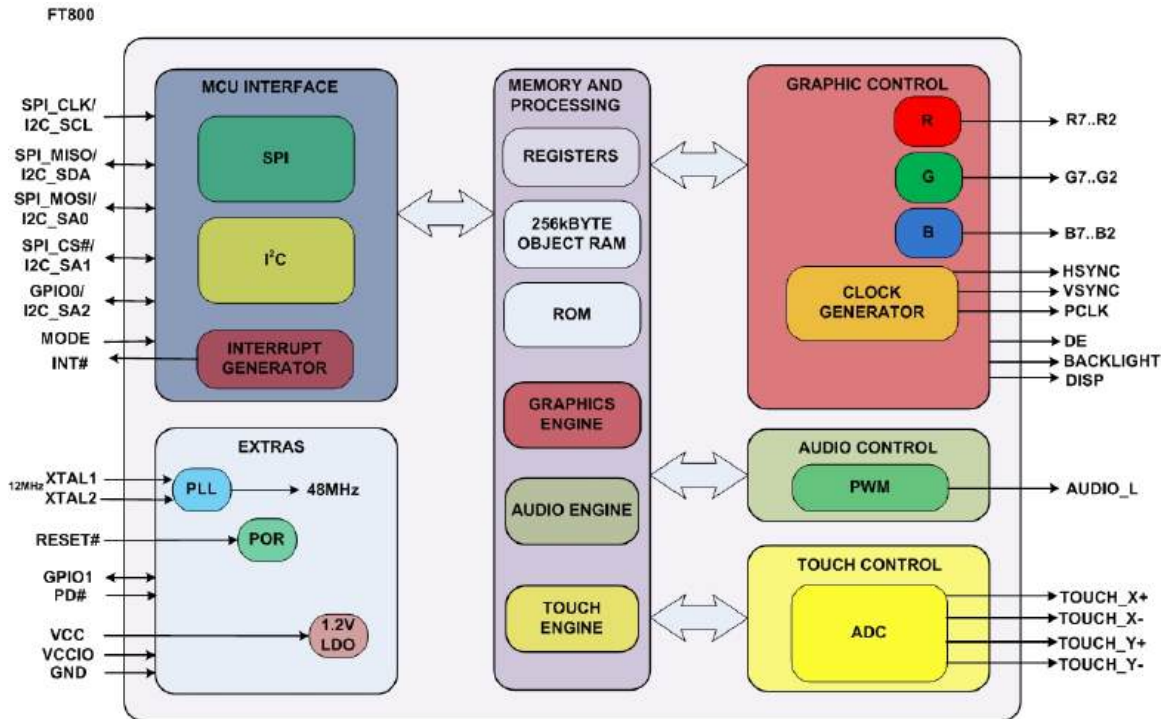 FT800
MCU INTERFACE
SPI_CLK/
I2C_SCL
SPI_MISO/
I2C_SDA
SPI_MOSI/
I2C_SA0
SPI_CS#/
I2C_SA1
GPIO0/
I2C_SA2
MODE
INT#
SPI
I²C
INTERRUPT
GENERATOR
EXTRAS
12MHz
XTAL1
XTAL2
PLL
48MHz
RESET#
POR
GPIO1
PD#
VCC
VCCIO
GND
1.2V
LDO
MEMORY AND
PROCESSING
REGISTERS
256kBYTE
OBJECT RAM
ROM
GRAPHICS
ENGINE
AUDIO ENGINE
TOUCH
ENGINE
GRAPHIC CONTROL
R
R7..R2
G
G7..G2
B
B7..B2
CLOCK
GENERATOR
HSYNC
VSYNC
PCLK
DE
BACKLIGHT
DISP
AUDIO CONTROL
PWM
AUDIO_L
TOUCH CONTROL
ADC
TOUCH_X+
TOUCH_X-
TOUCH_Y+
TOUCH_Y-